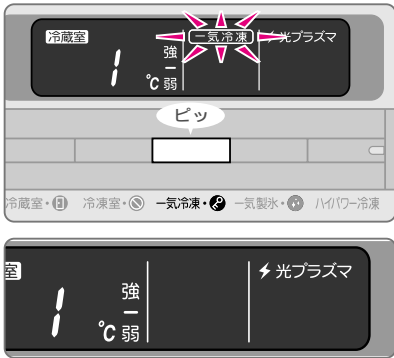 冷蔵室 一気冷凍 光プラズマ
1 ℃ 強 ー 弱
ピッ
冷蔵室・ 冷凍室・ 一気冷凍・ 一気製氷・ ハイパワー冷凍
室 光プラズマ
1 ℃ 強 ー 弱